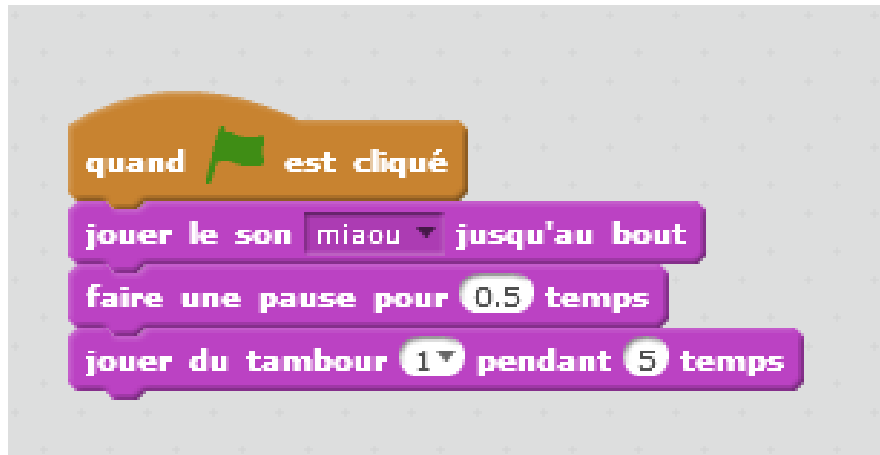 quand est cliqué
jouer le son miaou jusqu'au bout
faire une pause pour 0.5 temps
jouer du tambour 1 pendant 5 temps